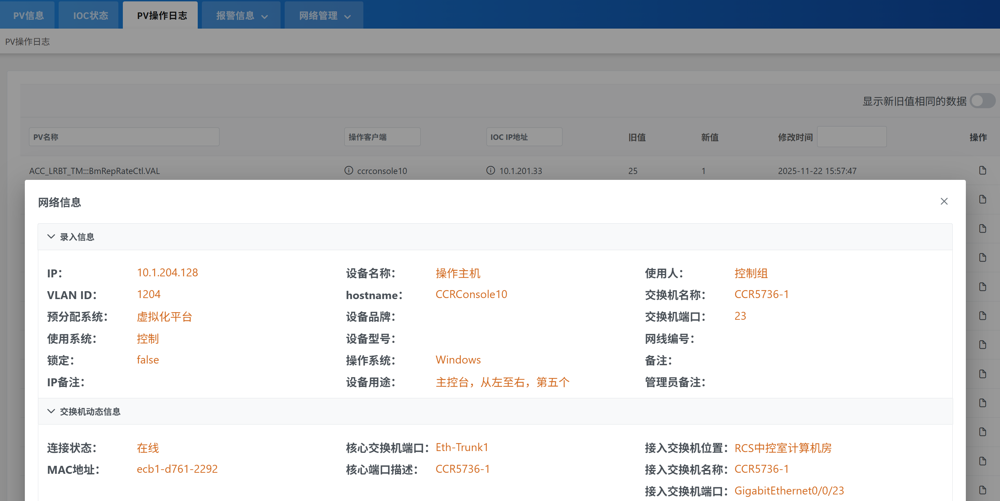 PV信息 IOC状态 PV操作日志 报警信息 网络管理
PV操作日志
显示新旧值相同的数据
PV名称 操作客户端 IOC IP地址 旧值 新值 修改时间 操作
ACC_LRBT_TM:::BmRepRateCtl.VAL ccrconsole10 10.1.201.33 25 1 2025-11-22 15:57:47
网络信息
录入信息
IP： 10.1.204.128 设备名称： 操作主机 使用人： 控制组
VLAN ID： 1204 hostname： CCRConsole10 交换机名称： CCR5736-1
预分配系统： 虚拟化平台 设备品牌： 交换机端口： 23
使用系统： 控制 设备型号： 网线编号：
锁定： false 操作系统： Windows 备注：
IP备注： 设备用途： 主控台，从左至右，第五个 管理员备注：
交换机动态信息
连接状态： 在线 核心交换机端口： Eth-Trunk1 接入交换机位置： RCS中控室计算机房
MAC地址： ecb1-d761-2292 核心端口描述： CCR5736-1 接入交换机名称： CCR5736-1
接入交换机端口： GigabitEthernet0/0/23